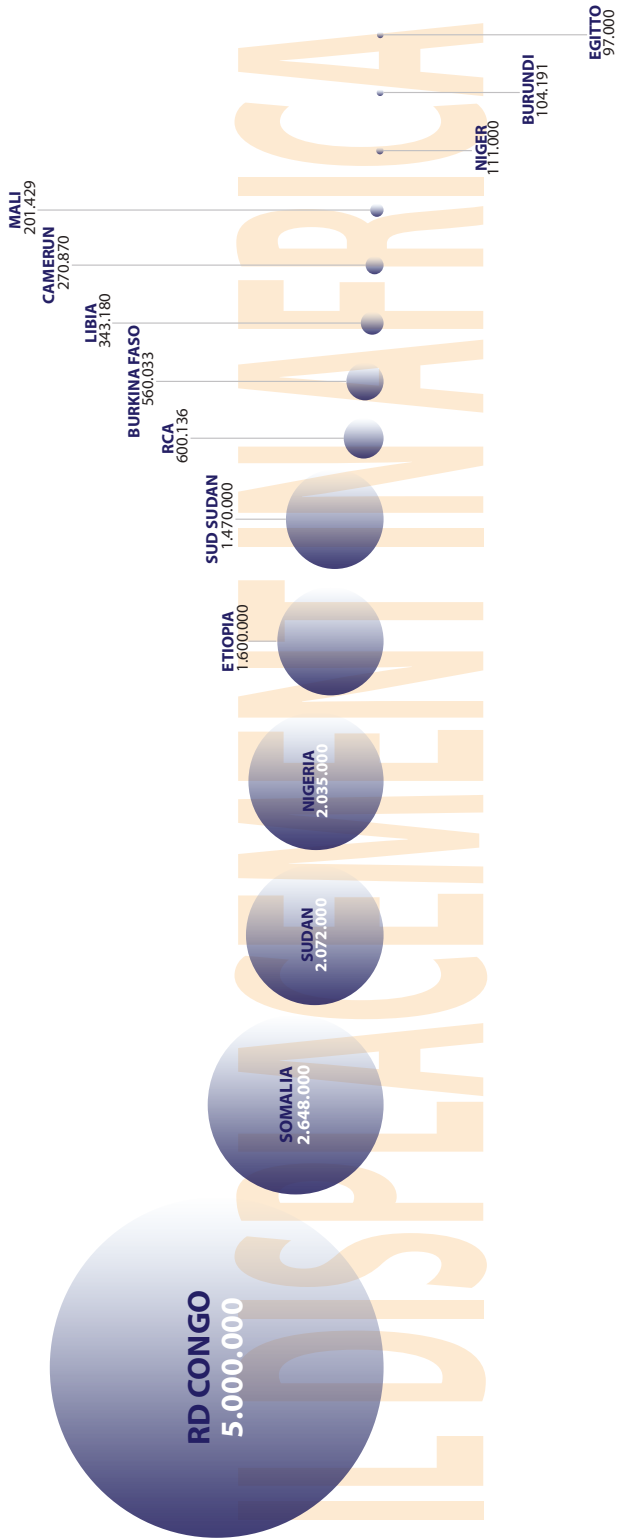 IL DISPLACEMENT IN AFRICA
RD CONGO
5.000.000
SOMALIA
2.648.000
SUDAN
2.072.000
NIGERIA
2.035.000
ETIOPIA
1.600.000
SUD SUDAN
1.470.000
RCA
600.136
BURKINA FASO
560.033
LIBIA
343.180
CAMERUN
270.870
MALI
201.429
NIGER
111.000
BURUNDI
104.191
EGITTO
97.000